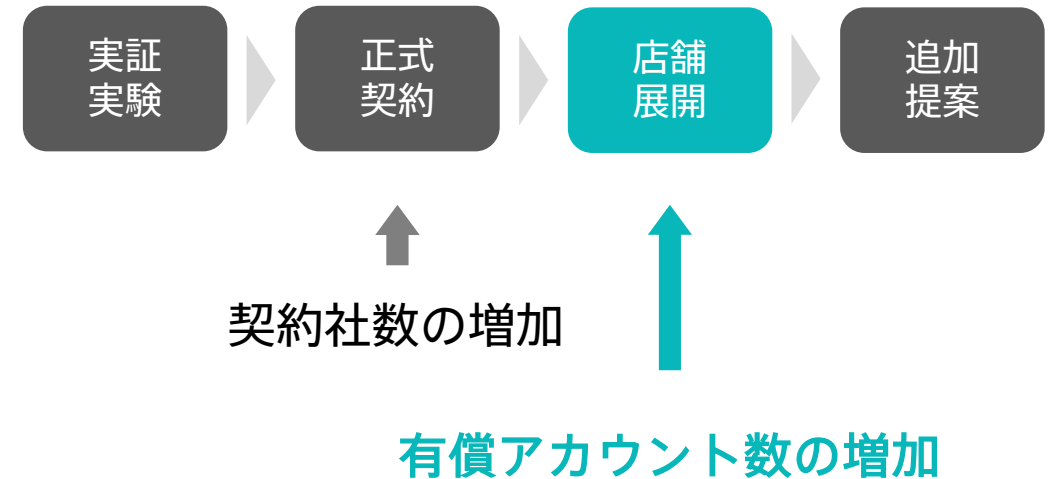 実証
実験
正式
契約
店舗
展開
追加
提案
契約社数の増加
有償アカウント数の増加